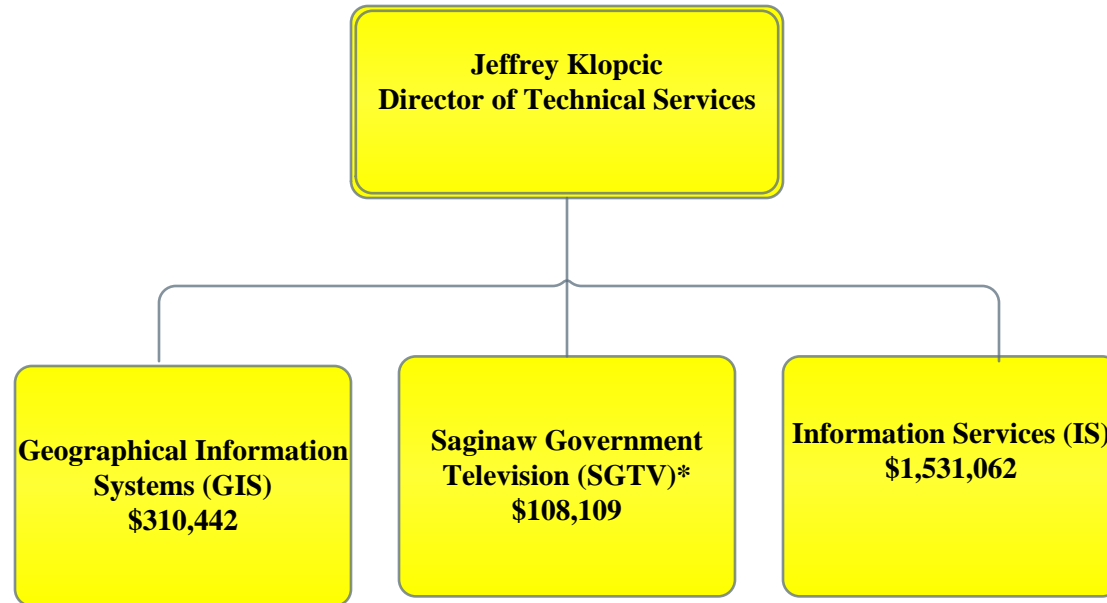 Jeffrey Klopcic
Director of Technical Services
Geographical Information
Systems (GIS)
$310,442
Saginaw Government
Television (SGTV)*
$108,109
Information Services (IS)
$1,531,062